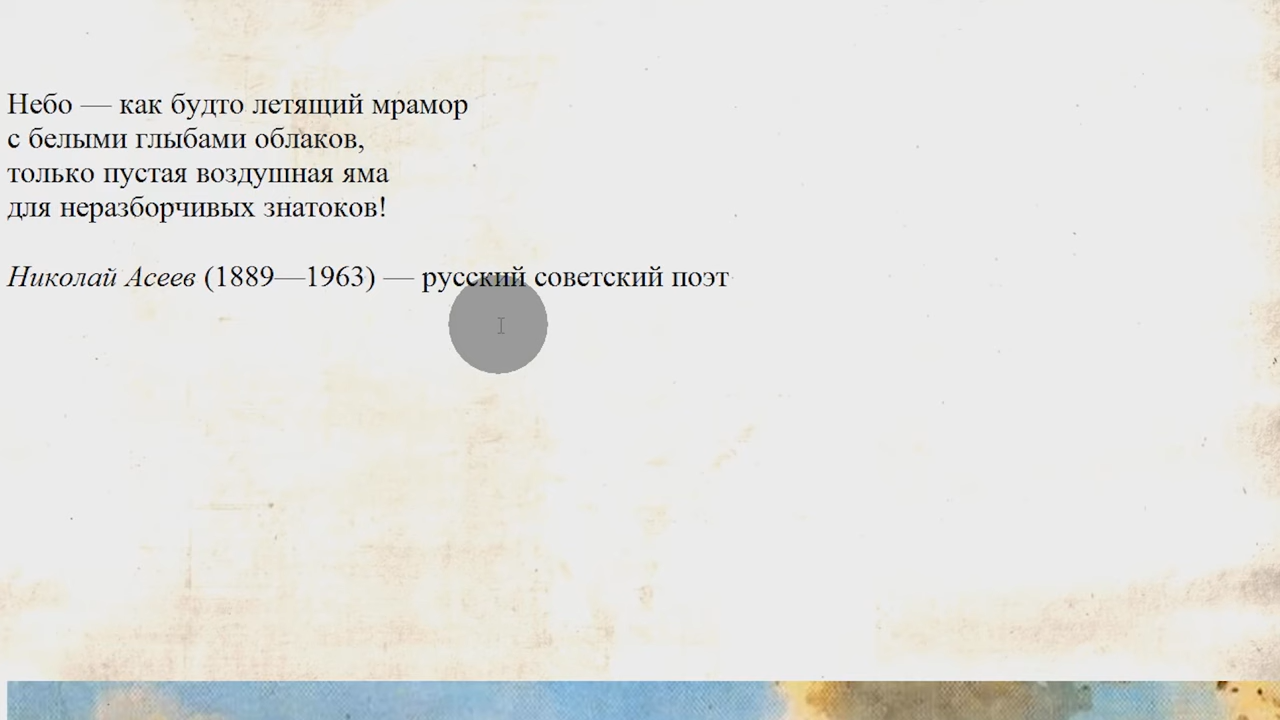 Небо — как будто летящий мрамор
с белыми глыбами облаков,
только пустая воздушная яма
для неразборчивых знатоков!
Николай Асеев (1889—1963) — русский советский поэт